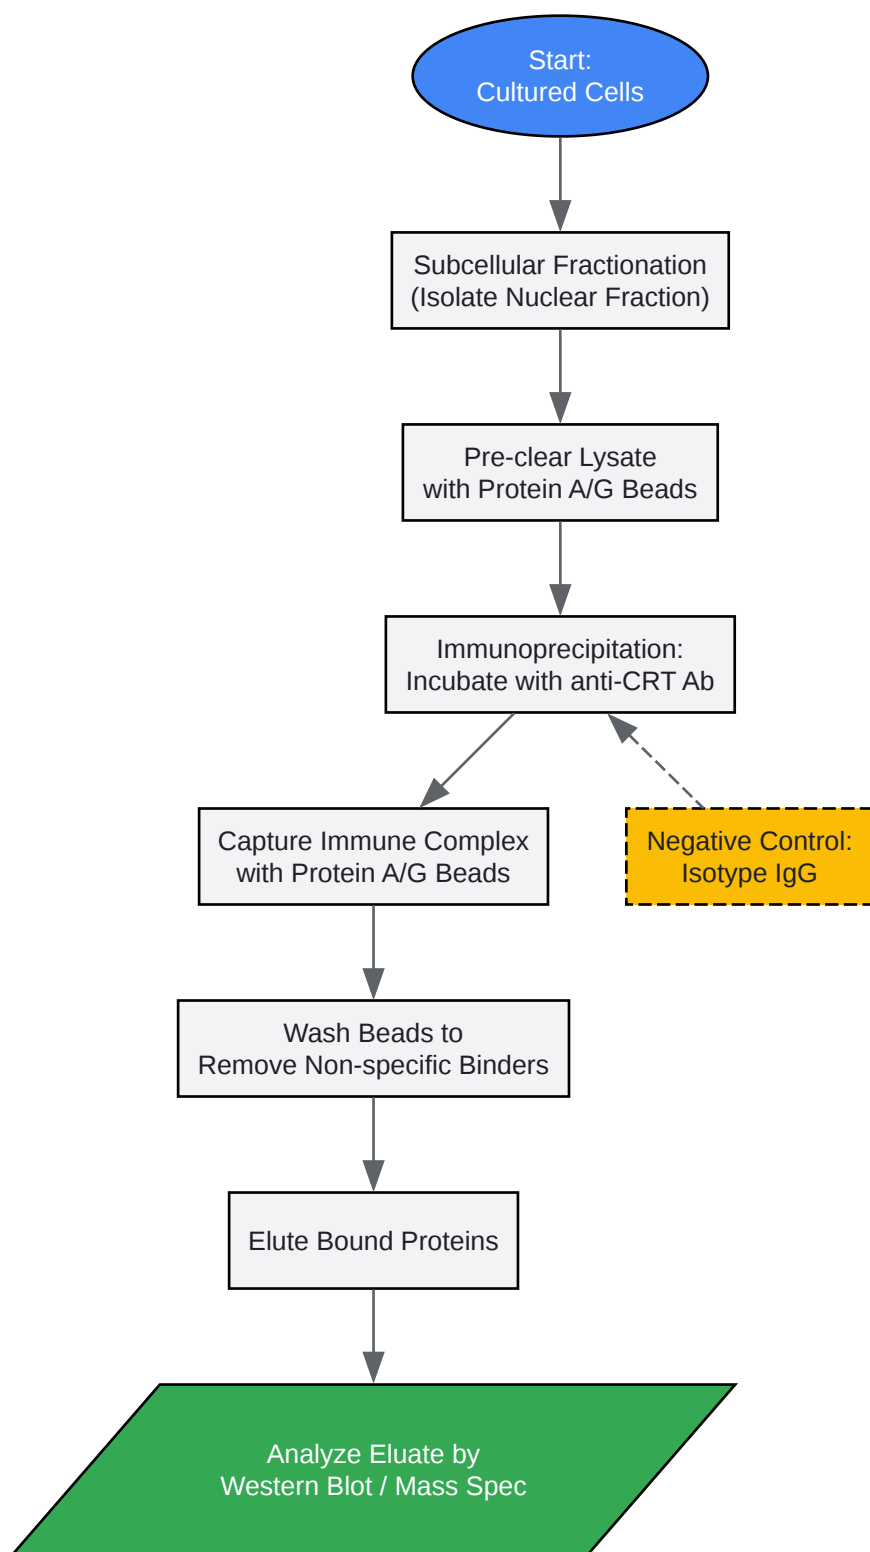 Start:
Cultured Cells
Subcellular Fractionation
(Isolate Nuclear Fraction)
Pre-clear Lysate
with Protein A/G Beads
Immunoprecipitation:
Incubate with anti-CRT Ab
Capture Immune Complex
with Protein A/G Beads
Negative Control:
Isotype IgG
Wash Beads to
Remove Non-specific Binders
Elute Bound Proteins
Analyze Eluate by
Western Blot / Mass Spec